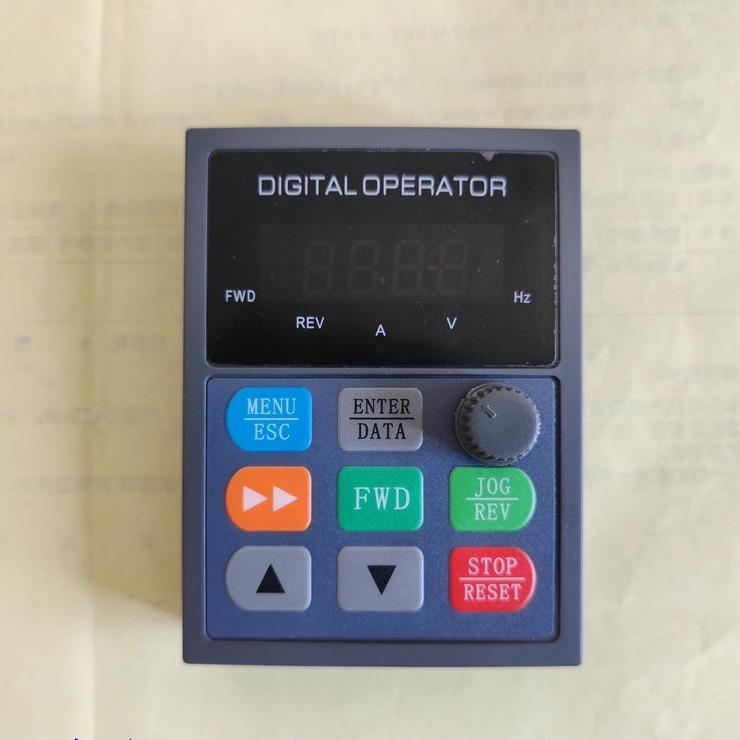 DIGITAL OPERATOR
FWD
Hz
REV
A
V
MENU
ESC
ENTER
DATA
FWD
JOG
REV
STOP
RESET